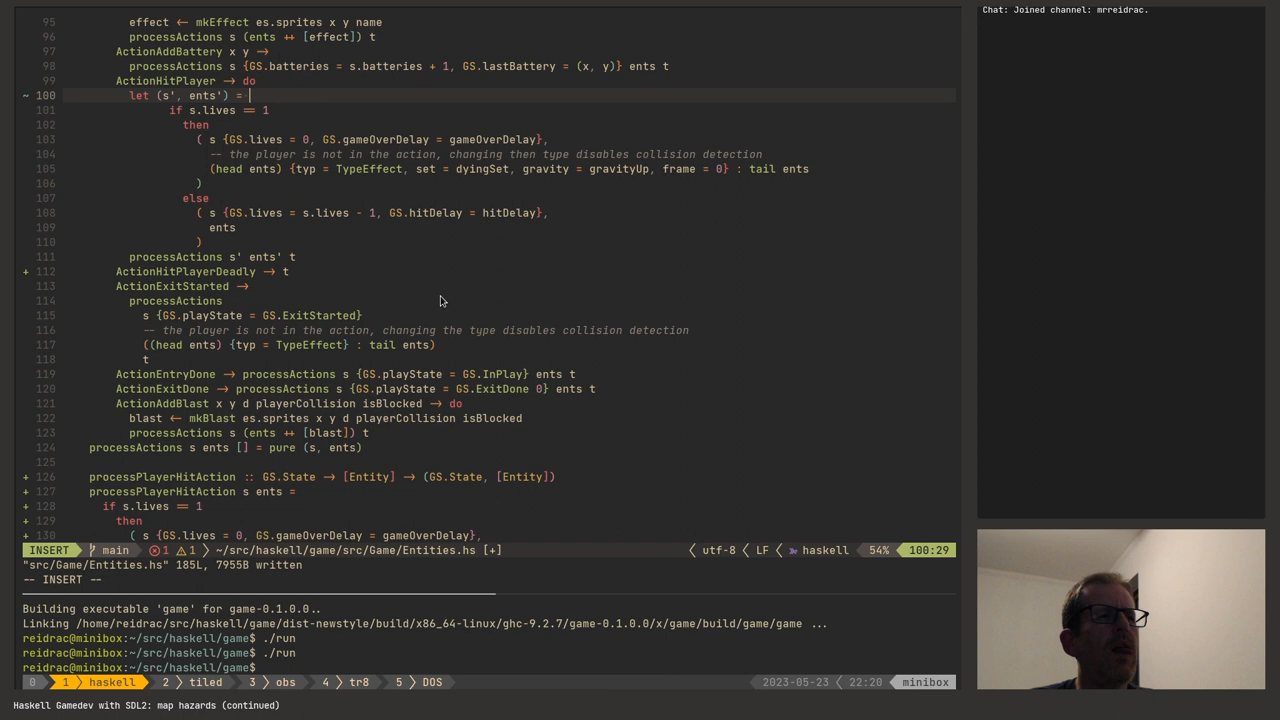 95 effect ← mkEffect es.sprites x y name
96 processActions s (ents ++ [effect]) t
97 ActionAddBattery x y →
98 processActions s {GS.batteries = s.batteries + 1, GS.lastBattery = (x, y)} ents t
99 ActionHitPlayer → do
~ 100 let (s', ents') =
101 if s.lives == 1
102 then
103 ( s {GS.lives = 0, GS.gameOverDelay = gameOverDelay},
104 -- the player is not in the action, changing then type disables collision detection
105 (head ents) {typ = TypeEffect, set = dyingSet, gravity = gravityUp, frame = 0} : tail ents
106 )
107 else
108 ( s {GS.lives = s.lives - 1, GS.hitDelay = hitDelay},
109 ents
110 )
111 processActions s' ents' t
+ 112 ActionHitPlayerDeadly → t
113 ActionExitStarted →
114 processActions
115 s {GS.playState = GS.ExitStarted}
116 -- the player is not in the action, changing the type disables collision detection
117 ((head ents) {typ = TypeEffect} : tail ents)
118 t
119 ActionEntryDone → processActions s {GS.playState = GS.InPlay} ents t
120 ActionExitDone → processActions s {GS.playState = GS.ExitDone 0} ents t
121 ActionAddBlast x y d playerCollision isBlocked → do
122 blast ← mkBlast es.sprites x y d playerCollision isBlocked
123 processActions s (ents ++ [blast]) t
124 processActions s ents [] = pure (s, ents)
125
+ 126 processPlayerHitAction :: GS.State → [Entity] → (GS.State, [Entity])
+ 127 processPlayerHitAction s ents =
+ 128 if s.lives == 1
+ 129 then
+ 130 ( s {GS.lives = 0, GS.gameOverDelay = gameOverDelay},
INSERT main 1 1 ~/src/haskell/game/src/Game/Entities.hs [+] utf-8 LF haskell 54% 100:29
"src/Game/Entities.hs" 185L, 7955B written
-- INSERT --
Building executable 'game' for game-0.1.0.0..
Linking /home/reidrac/src/haskell/game/dist-newstyle/build/x86_64-linux/ghc-9.2.7/game-0.1.0.0/x/game/build/game/game ...
reidrac@minibox:~/src/haskell/game$ ./run
reidrac@minibox:~/src/haskell/game$ ./run
reidrac@minibox:~/src/haskell/game$
0 1 haskell 2 tiled 3 obs 4 tr8 5 DOS 2023-05-23 22:20 minibox
Haskell Gamedev with SDL2: map hazards (continued)
Chat: Joined channel: mrreidrac.